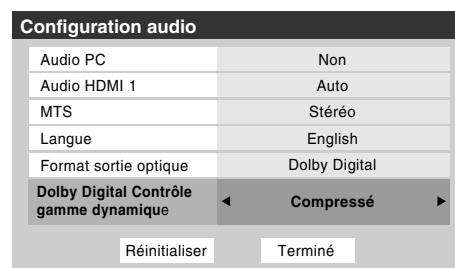 Configuration audio
Audio PC Non
Audio HDMI 1 Auto
MTS Stéréo
Langue English
Format sortie optique Dolby Digital
Dolby Digital Contrôle
gamme dynamique ◀ Compressé ▶
Réinitialiser Terminé